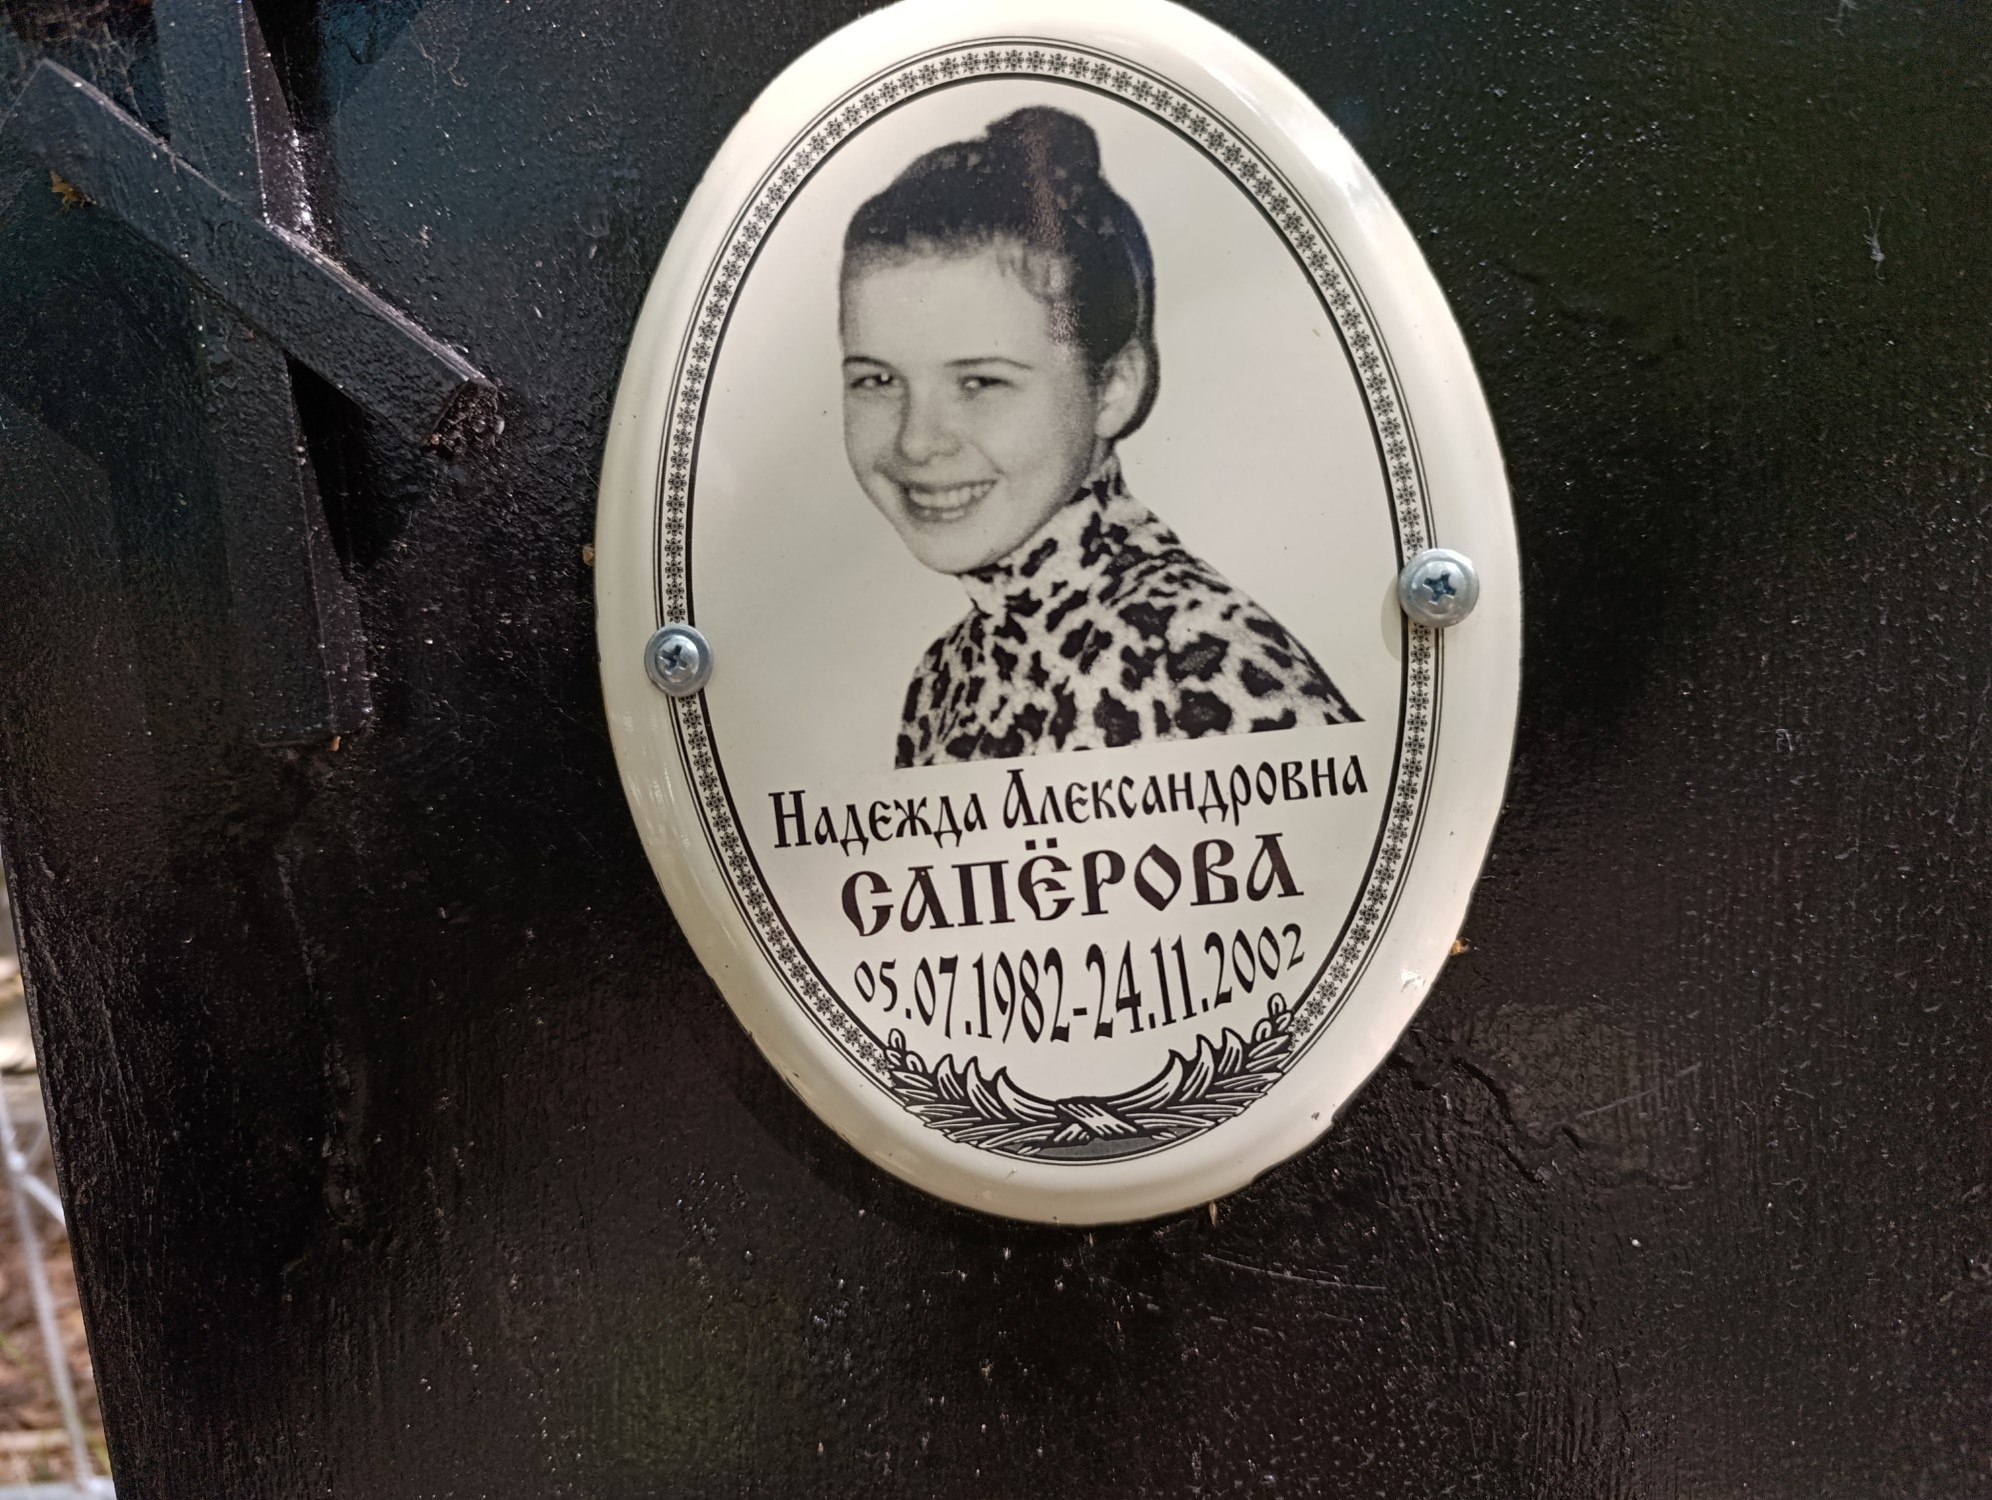 Надежда Александровна
САПЁРОВА
05.07.1982-24.11.2002